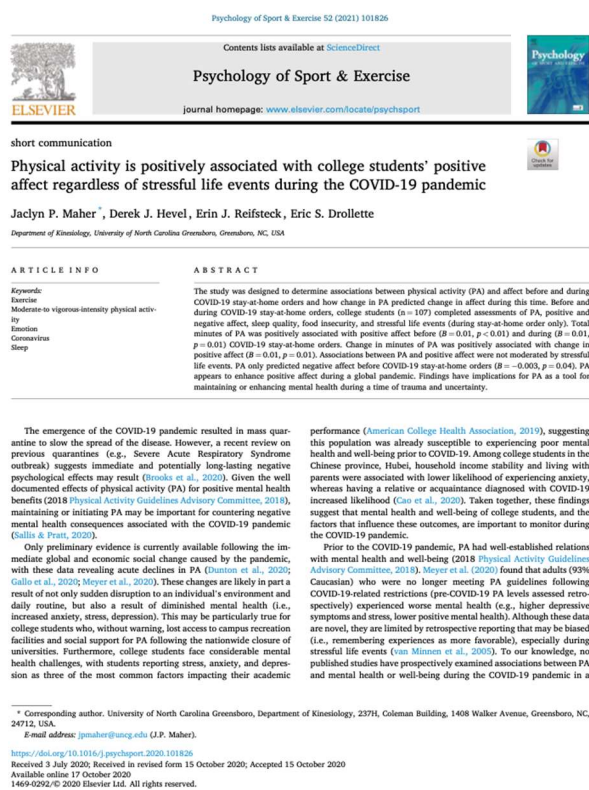 Psychology of Sport & Exercise 52 (2021) 101826
Contents lists available at ScienceDirect
Psychology of Sport & Exercise
journal homepage: www.elsevier.com/locate/psychsport
ELSEVIER
Psychology
short communication
Physical activity is positively associated with college students' positive
affect regardless of stressful life events during the COVID-19 pandemic
Check for
updates
Jaclyn P. Maher *, Derek J. Hevel, Erin J. Reifsteck, Eric S. Drollette
Department of Kinesiology, University of North Carolina Greensboro, Greensboro, NC, USA
ARTICLE INFO
Keywords:
Exercise
Moderate-to vigorous-intensity physical activ-
ity
Emotion
Coronavirus
Sleep
ABSTRACT
The study was designed to determine associations between physical activity (PA) and affect before and during
COVID-19 stay-at-home orders and how change in PA predicted change in affect during this time. Before and
during COVID-19 stay-at-home orders, college students (n = 107) completed assessments of PA, positive and
negative affect, sleep quality, food insecurity, and stressful life events (during stay-at-home order only). Total
minutes of PA was positively associated with positive affect before (B = 0.01, p < 0.01) and during (B = 0.01,
p = 0.01) COVID-19 stay-at-home orders. Change in minutes of PA was positively associated with change in
positive affect (B = 0.01, p = 0.01). Associations between PA and positive affect were not moderated by stressful
life events. PA only predicted negative affect before COVID-19 stay-at-home orders (B = −0.003, p = 0.04). PA
appears to enhance positive affect during a global pandemic. Findings have implications for PA as a tool for
maintaining or enhancing mental health during a time of trauma and uncertainty.
The emergence of the COVID-19 pandemic resulted in mass quar-
antine to slow the spread of the disease. However, a recent review on
previous quarantines (e.g., Severe Acute Respiratory Syndrome
outbreak) suggests immediate and potentially long-lasting negative
psychological effects may result (Brooks et al., 2020). Given the well
documented effects of physical activity (PA) for positive mental health
benefits (2018 Physical Activity Guidelines Advisory Committee, 2018),
maintaining or initiating PA may be important for countering negative
mental health consequences associated with the COVID-19 pandemic
(Sallis & Pratt, 2020).
Only preliminary evidence is currently available following the im-
mediate global and economic social change caused by the pandemic,
with these data revealing acute declines in PA (Dunton et al., 2020;
Gallo et al., 2020; Meyer et al., 2020). These changes are likely in part a
result of not only sudden disruption to an individual's environment and
daily routine, but also a result of diminished mental health (i.e.,
increased anxiety, stress, depression). This may be particularly true for
college students who, without warning, lost access to campus recreation
facilities and social support for PA following the nationwide closure of
universities. Furthermore, college students face considerable mental
health challenges, with students reporting stress, anxiety, and depres-
sion as three of the most common factors impacting their academic
performance (American College Health Association, 2019), suggesting
this population was already susceptible to experiencing poor mental
health and well-being prior to COVID-19. Among college students in the
Chinese province, Hubei, household income stability and living with
parents were associated with lower likelihood of experiencing anxiety,
whereas having a relative or acquaintance diagnosed with COVID-19
increased likelihood (Cao et al., 2020). Taken together, these findings
suggest that mental health and well-being of college students, and the
factors that influence these outcomes, are important to monitor during
the COVID-19 pandemic.
Prior to the COVID-19 pandemic, PA had well-established relations
with mental health and well-being (2018 Physical Activity Guidelines
Advisory Committee, 2018). Meyer et al. (2020) found that adults (93%
Caucasian) who were no longer meeting PA guidelines following
COVID-19-related restrictions (pre-COVID-19 PA levels assessed retro-
spectively) experienced worse mental health (e.g., higher depressive
symptoms and stress, lower positive mental health). Although these data
are novel, they are limited by retrospective reporting that may be biased
(i.e., remembering experiences as more favorable), especially during
stressful life events (van Minnen et al., 2005). To our knowledge, no
published studies have prospectively examined associations between PA
and mental health or well-being during the COVID-19 pandemic in a
* Corresponding author. University of North Carolina Greensboro, Department of Kinesiology, 237H, Coleman Building, 1408 Walker Avenue, Greensboro, NC,
24712, USA.
E-mail address: jpmaher@uncg.edu (J.P. Maher).
https://doi.org/10.1016/j.psychsport.2020.101826
Received 3 July 2020; Received in revised form 15 October 2020; Accepted 15 October 2020
Available online 17 October 2020
1469-0292/© 2020 Elsevier Ltd. All rights reserved.